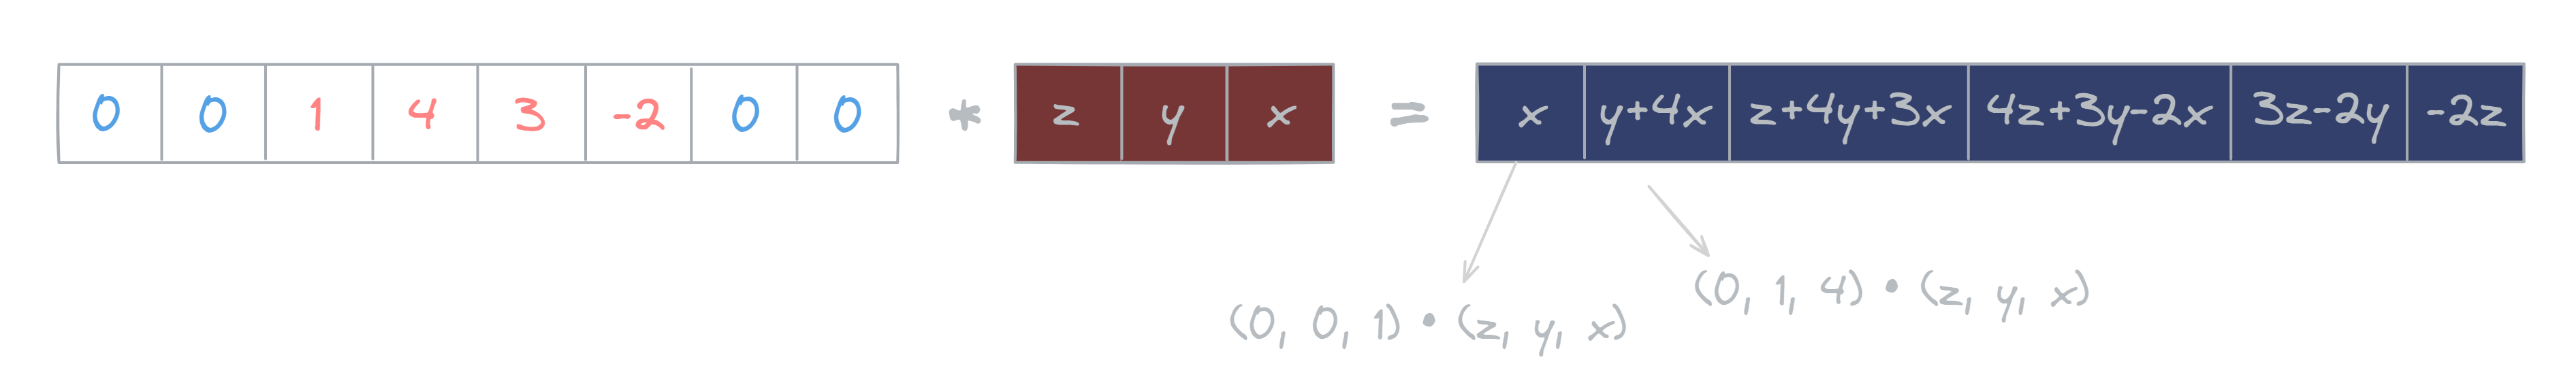 0 0 1 4 3 -2 0 0 * z y x = x y+4x z+4y+3x 4z+3y-2x 3z-2y -2z
(0, 1, 4) • (z, y, x)
(0, 0, 1) • (z, y, x)